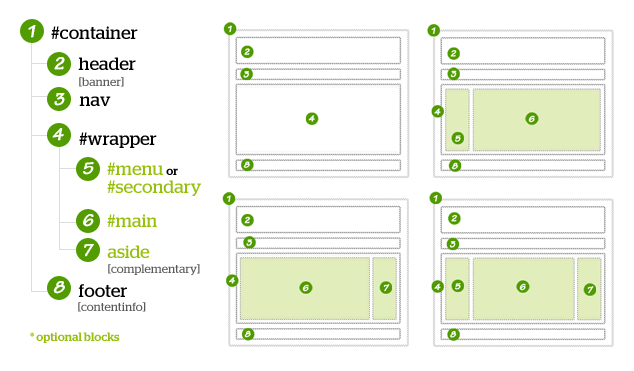 1 #container
2 header
[banner]
3 nav
4 #wrapper
5 #menu or
#secondary
6 #main
7 aside
[complementary]
8 footer
[contentinfo]
* optional blocks
1
2
3
4
8
1
2
3
4
5
6
8
1
2
3
4
6
7
8
1
2
3
4
5
6
7
8